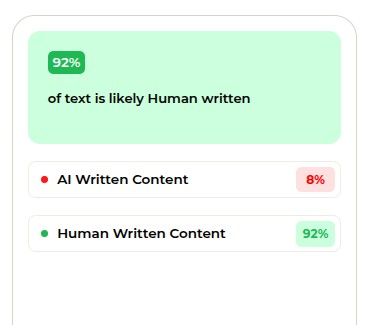 92%
of text is likely Human written
AI Written Content 8%
Human Written Content 92%